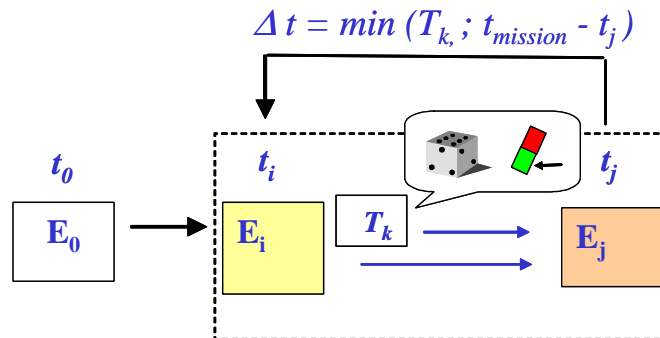 Δ t = min (T_k, ; t_mission - t_j )
t_0
t_i
t_j
E_0
E_i
T_k
E_j